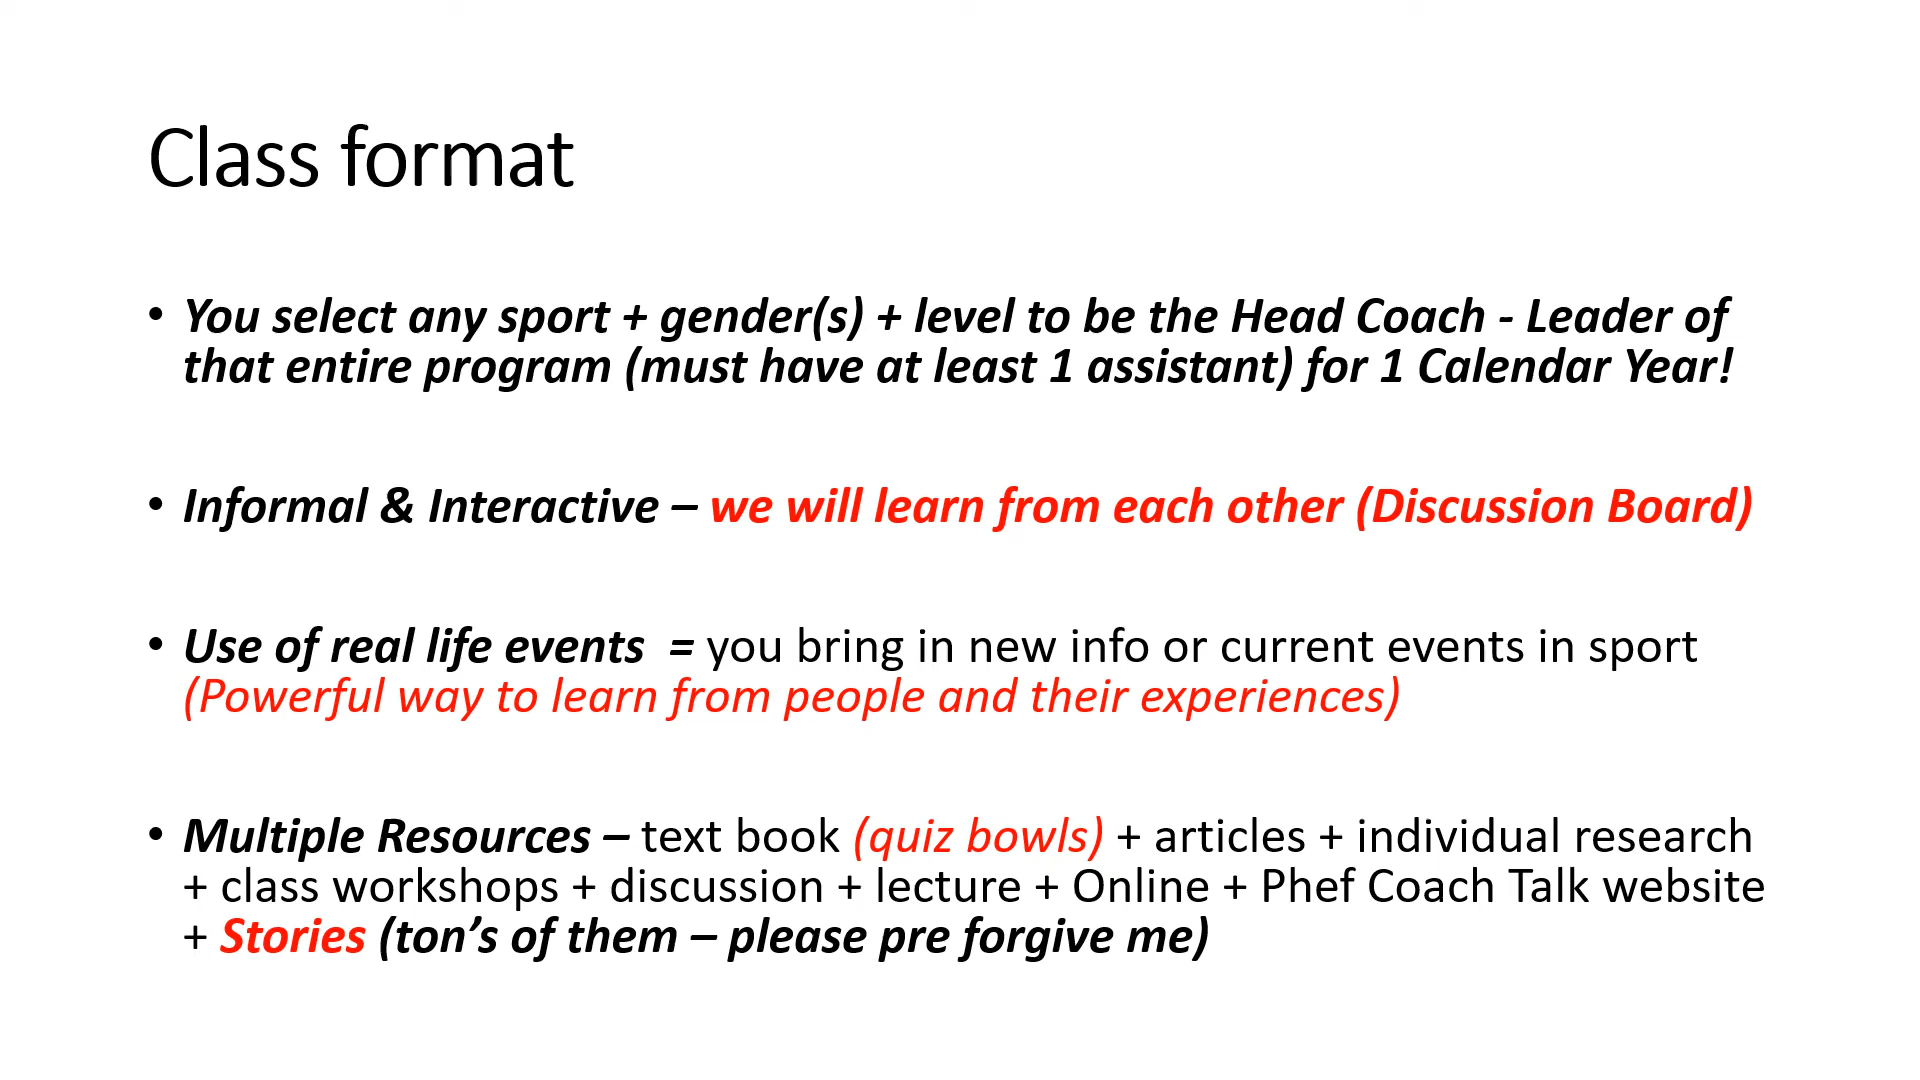 Class format
• You select any sport + gender(s) + level to be the Head Coach - Leader of
that entire program (must have at least 1 assistant) for 1 Calendar Year!
• Informal & Interactive – we will learn from each other (Discussion Board)
• Use of real life events  = you bring in new info or current events in sport
(Powerful way to learn from people and their experiences)
• Multiple Resources – text book (quiz bowls) + articles + individual research
+ class workshops + discussion + lecture + Online + Phef Coach Talk website
+ Stories (ton’s of them – please pre forgive me)